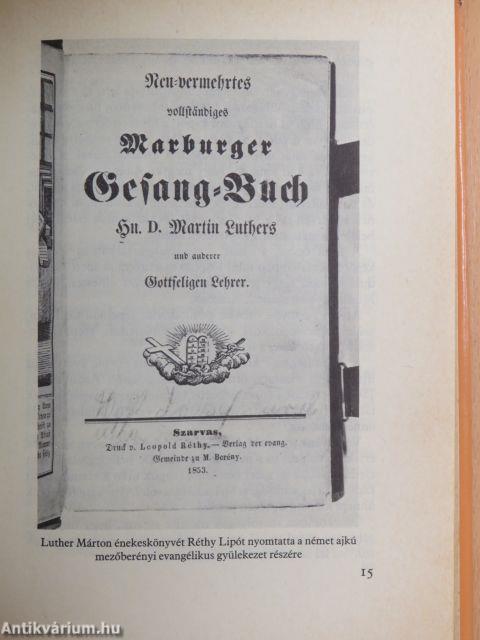 Neu-vermehrtes
vollständiges
Marburger
Gesang-Buch
Hn. D. Martin Luthers
und anderer
Gottseligen Lehrer.
Szarvas,
Druck v. Leopold Réthy. — Verlag der evang.
Gemeinde zu M. Berény.
1853.
Luther Márton énekeskönyvét Réthy Lipót nyomtatta a német ajkú
mezőberényi evangélikus gyülekezet részére
15
Antikvárium.hu